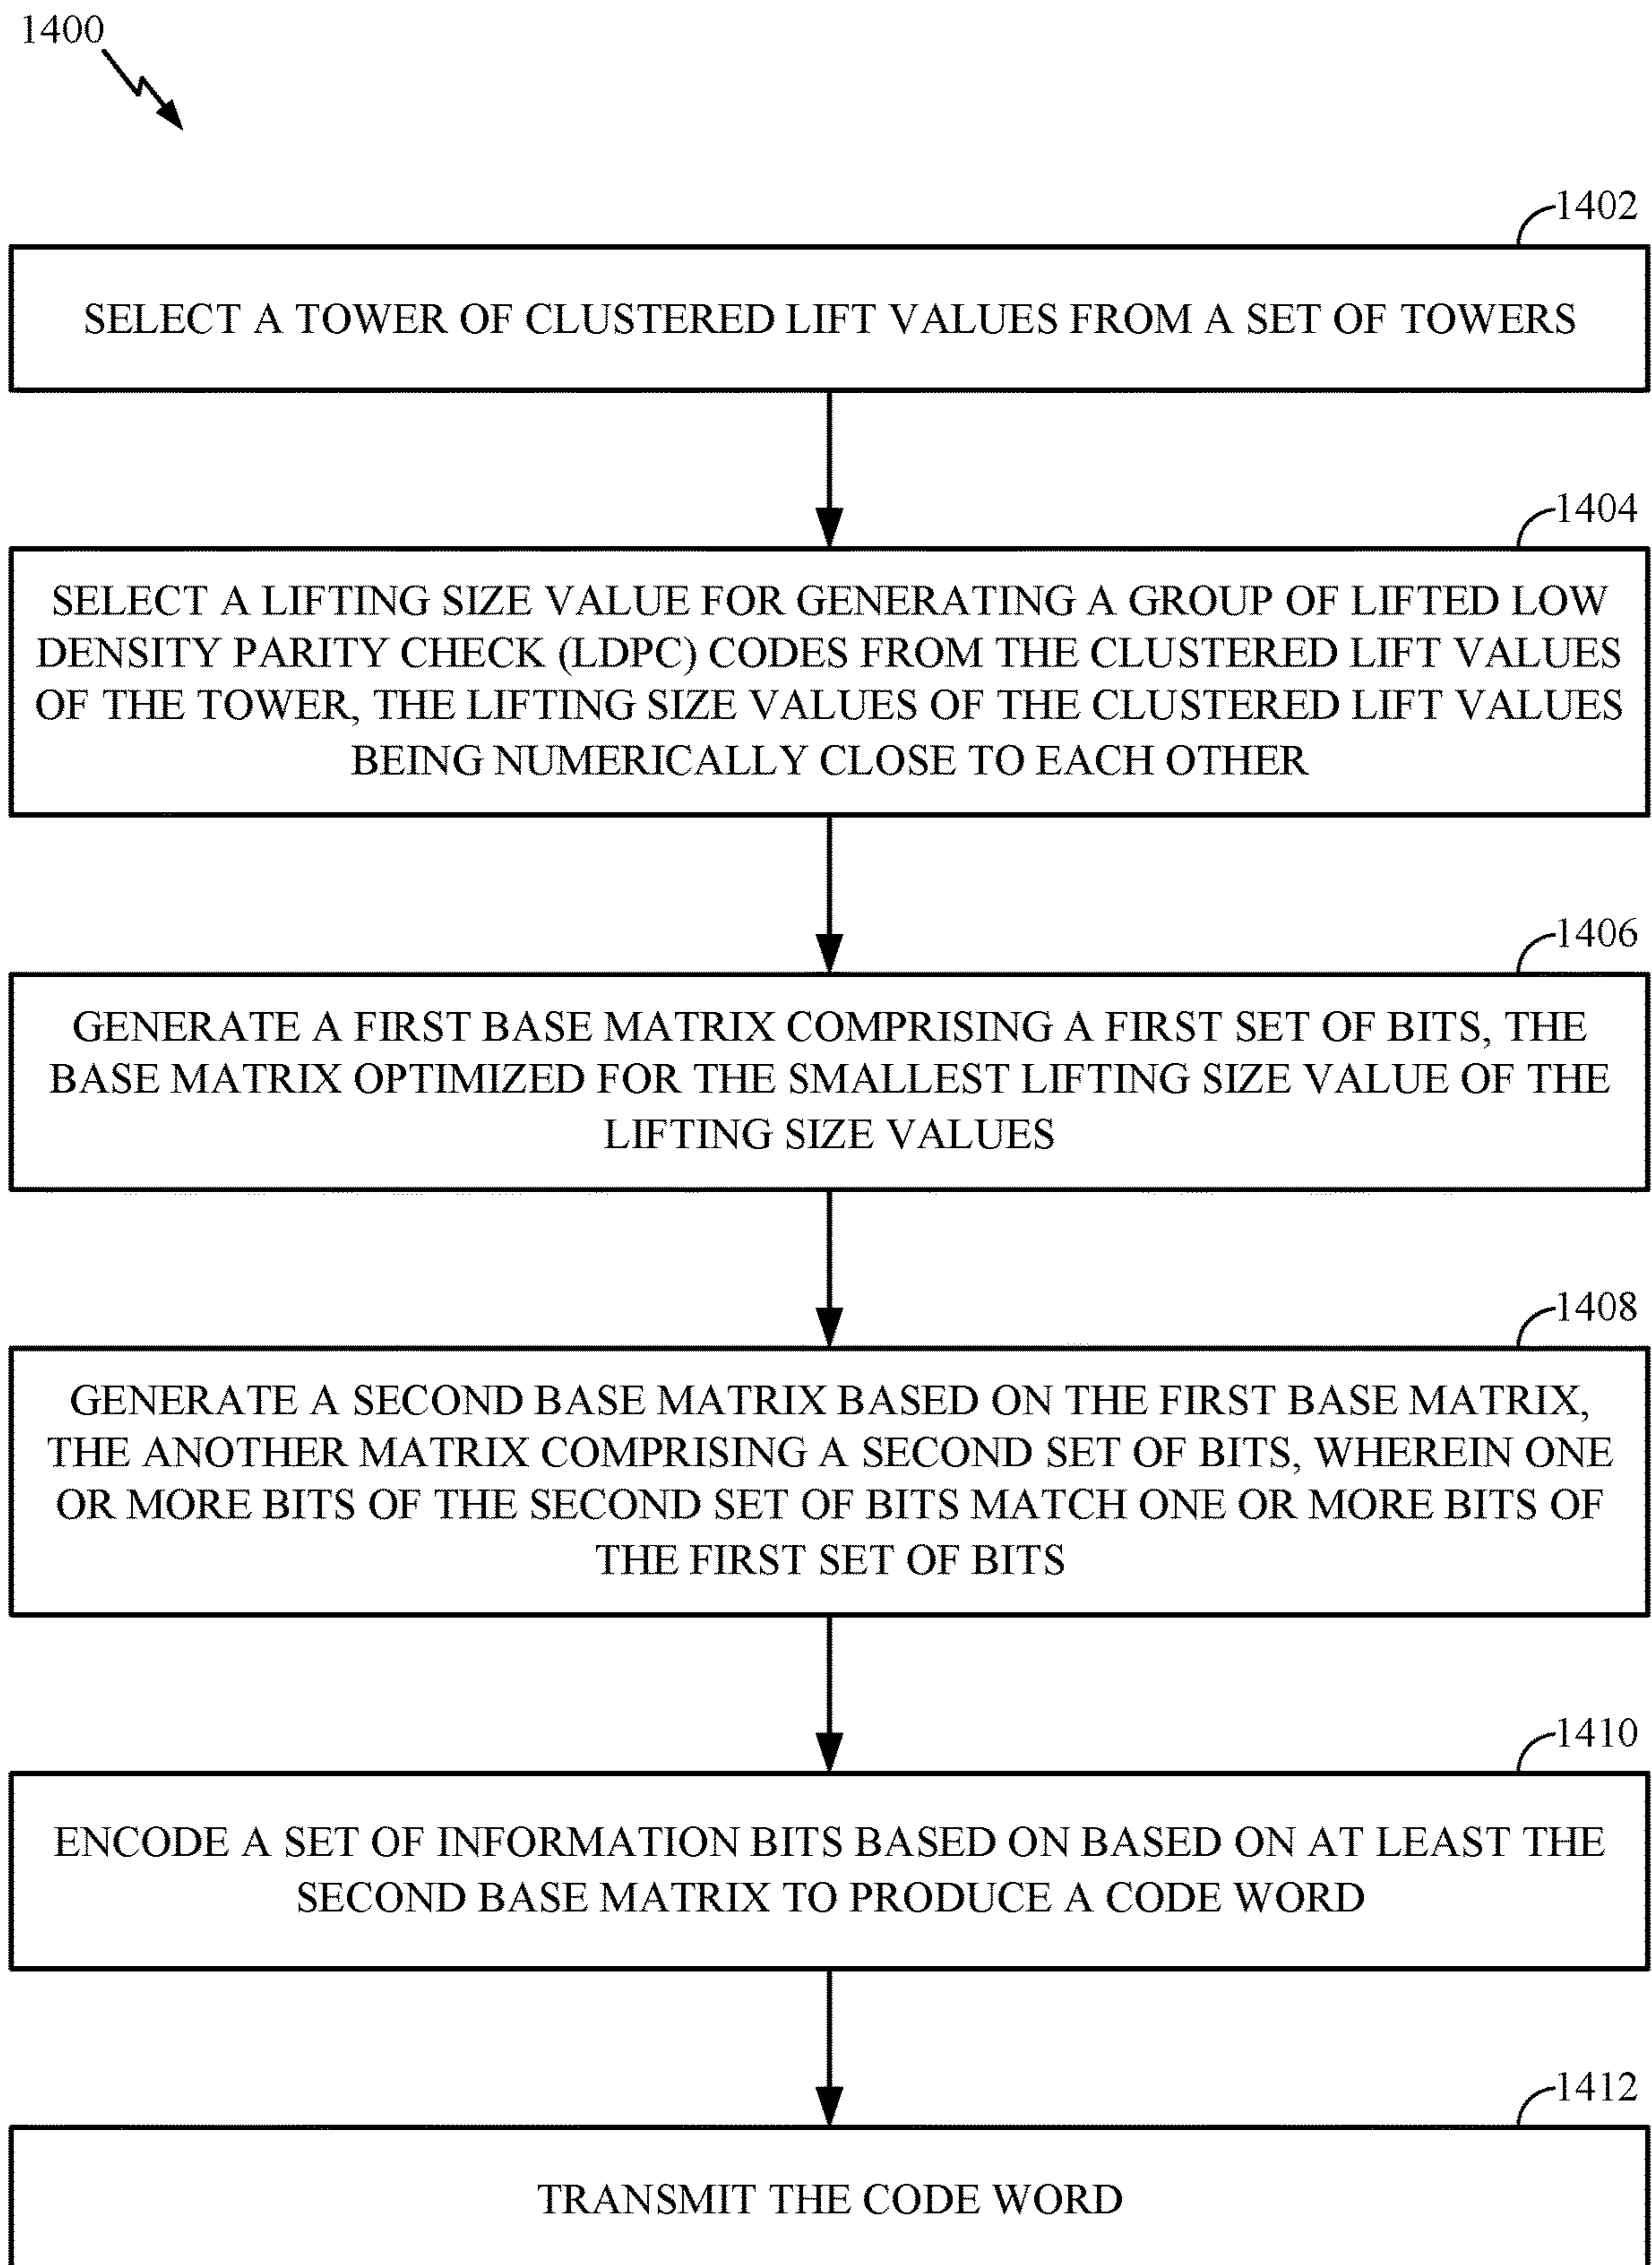 1400
1402
SELECT A TOWER OF CLUSTERED LIFT VALUES FROM A SET OF TOWERS
1404
SELECT A LIFTING SIZE VALUE FOR GENERATING A GROUP OF LIFTED LOW
DENSITY PARITY CHECK (LDPC) CODES FROM THE CLUSTERED LIFT VALUES
OF THE TOWER, THE LIFTING SIZE VALUES OF THE CLUSTERED LIFT VALUES
BEING NUMERICALLY CLOSE TO EACH OTHER
1406
GENERATE A FIRST BASE MATRIX COMPRISING A FIRST SET OF BITS, THE
BASE MATRIX OPTIMIZED FOR THE SMALLEST LIFTING SIZE VALUE OF THE
LIFTING SIZE VALUES
1408
GENERATE A SECOND BASE MATRIX BASED ON THE FIRST BASE MATRIX,
THE ANOTHER MATRIX COMPRISING A SECOND SET OF BITS, WHEREIN ONE
OR MORE BITS OF THE SECOND SET OF BITS MATCH ONE OR MORE BITS OF
THE FIRST SET OF BITS
1410
ENCODE A SET OF INFORMATION BITS BASED ON BASED ON AT LEAST THE
SECOND BASE MATRIX TO PRODUCE A CODE WORD
1412
TRANSMIT THE CODE WORD